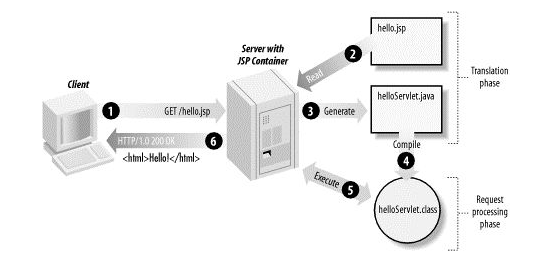 hello.jsp
Server with
JSP Container
2
Read
Translation
phase
Client
1
GET /hello.jsp
3
Generate
helloServlet.java
HTTP/1.0 200 OK
6
<html>Hello!</html>
Compile
4
Execute
5
helloServlet.class
Request
processing
phase